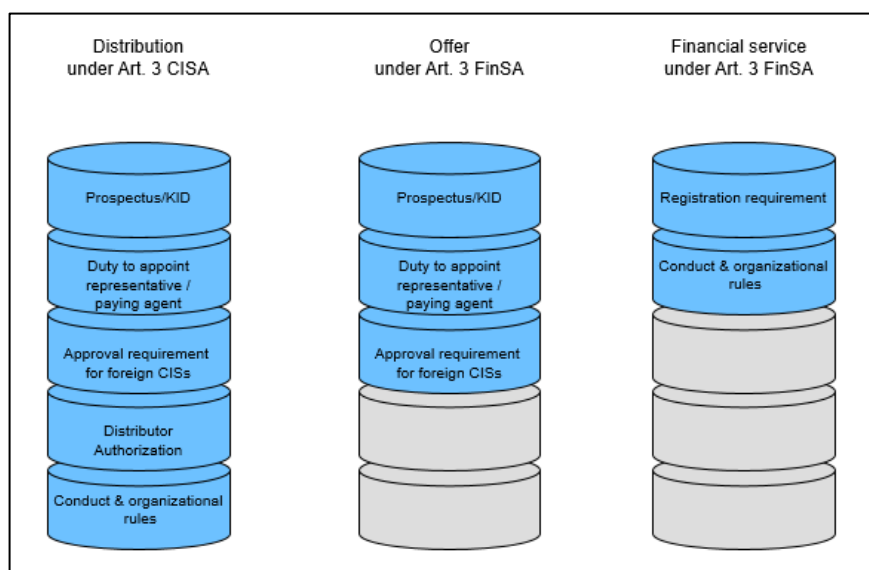 Distribution
under Art. 3 CISA
Offer
under Art. 3 FinSA
Financial service
under Art. 3 FinSA
Prospectus/KID
Duty to appoint
representative /
paying agent
Approval requirement
for foreign CISs
Distributor
Authorization
Conduct & organizational
rules
Prospectus/KID
Duty to appoint
representative /
paying agent
Approval requirement
for foreign CISs
Registration requirement
Conduct & organizational
rules